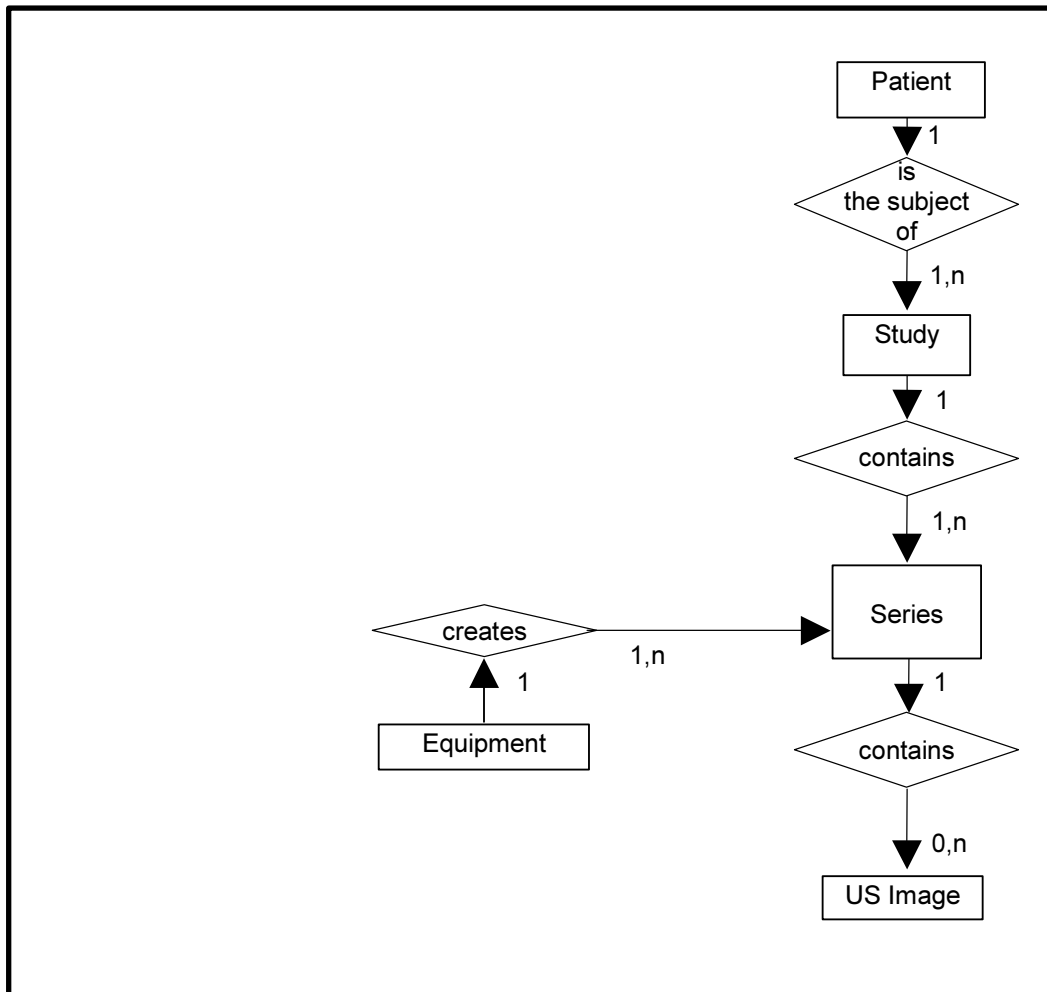 Patient
1
is
the subject
of
1,n
Study
1
contains
1,n
Series
creates
1,n
1
Equipment
1
contains
0,n
US Image